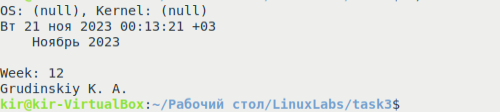 OS: (null), Kernel: (null)
Вт 21 ноя 2023 00:13:21 +03
Ноябрь 2023
Week: 12
Grudinskiy K. A.
kir@kir-VirtualBox:~/Рабочий стол/LinuxLabs/task3$